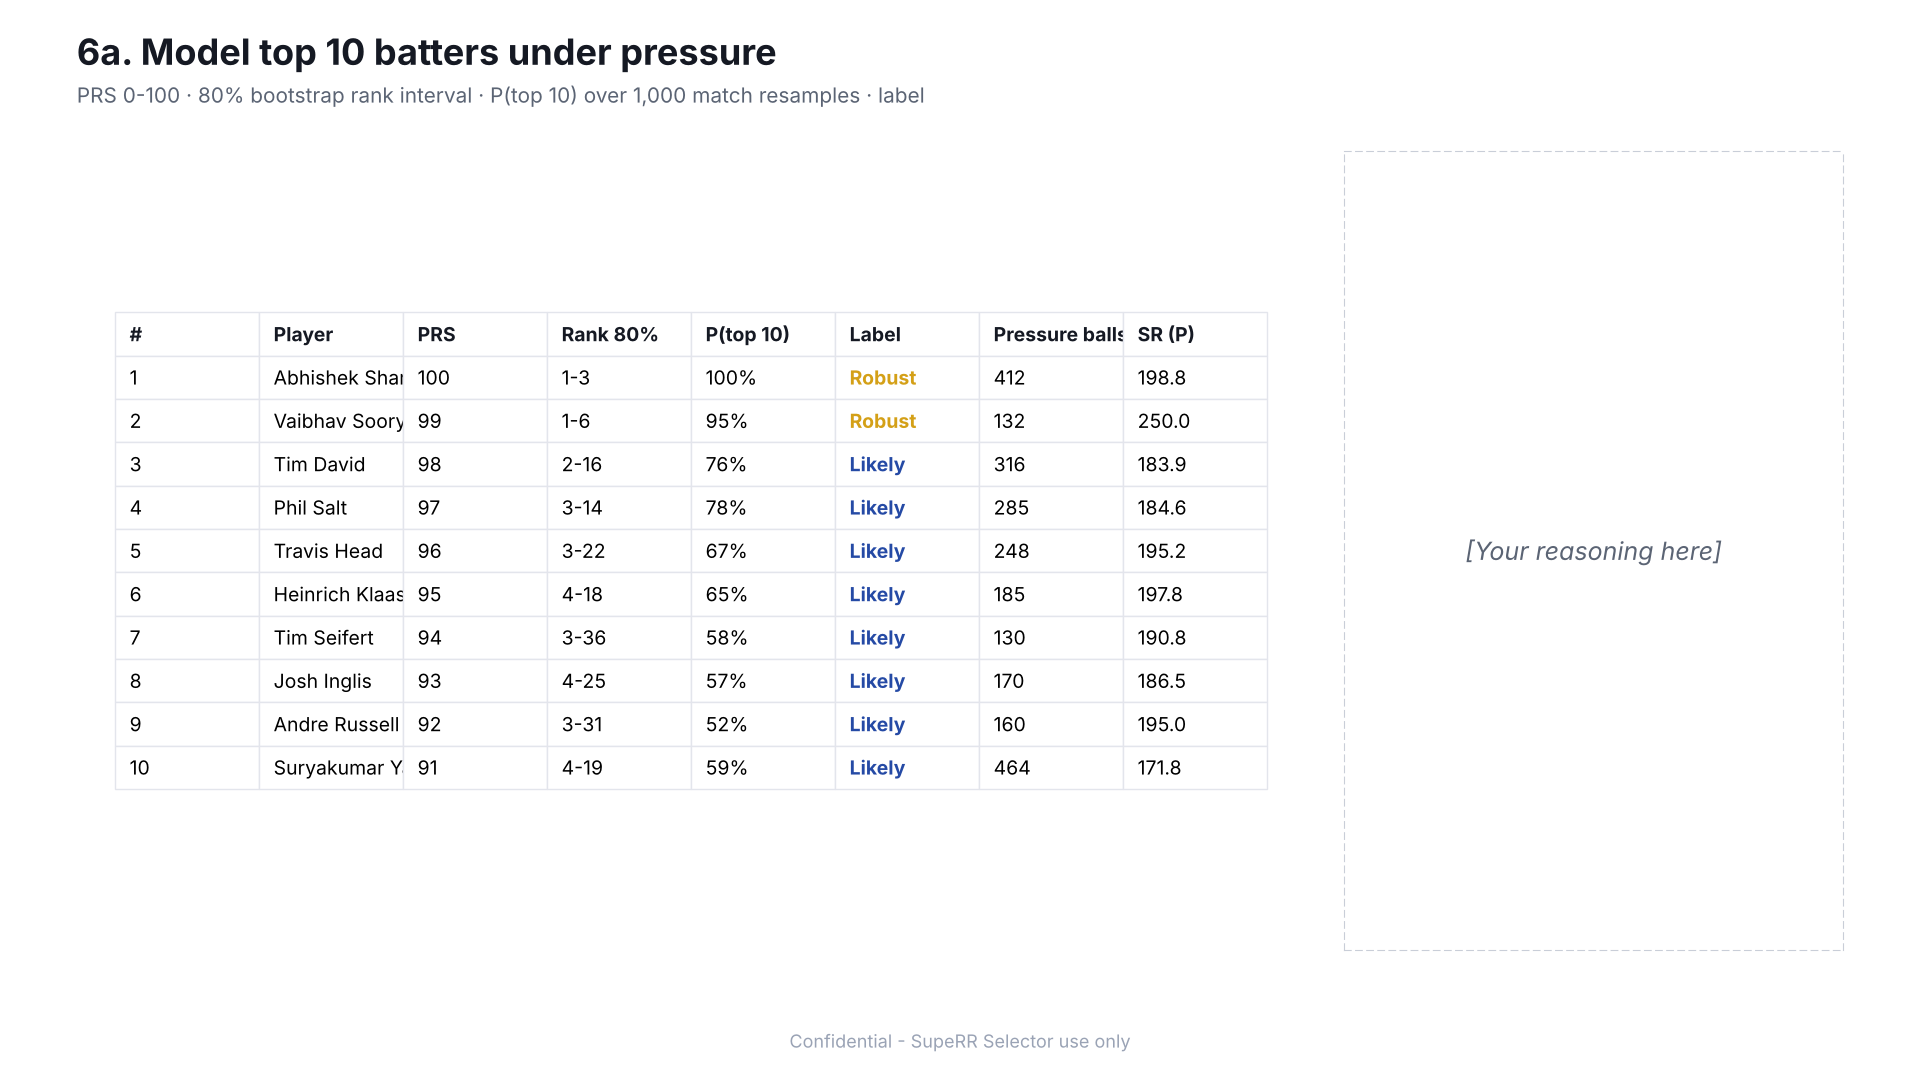 6a. Model top 10 batters under pressure
PRS 0-100 · 80% bootstrap rank interval · P(top 10) over 1,000 match resamples · label
# Player PRS Rank 80% P(top 10) Label Pressure balls SR (P)
1 Abhishek Shar 100 1-3 100% Robust 412 198.8
2 Vaibhav Soory 99 1-6 95% Robust 132 250.0
3 Tim David 98 2-16 76% Likely 316 183.9
4 Phil Salt 97 3-14 78% Likely 285 184.6
5 Travis Head 96 3-22 67% Likely 248 195.2
6 Heinrich Klaas 95 4-18 65% Likely 185 197.8
7 Tim Seifert 94 3-36 58% Likely 130 190.8
8 Josh Inglis 93 4-25 57% Likely 170 186.5
9 Andre Russell 92 3-31 52% Likely 160 195.0
10 Suryakumar Y 91 4-19 59% Likely 464 171.8
[Your reasoning here]
Confidential - SupeRR Selector use only